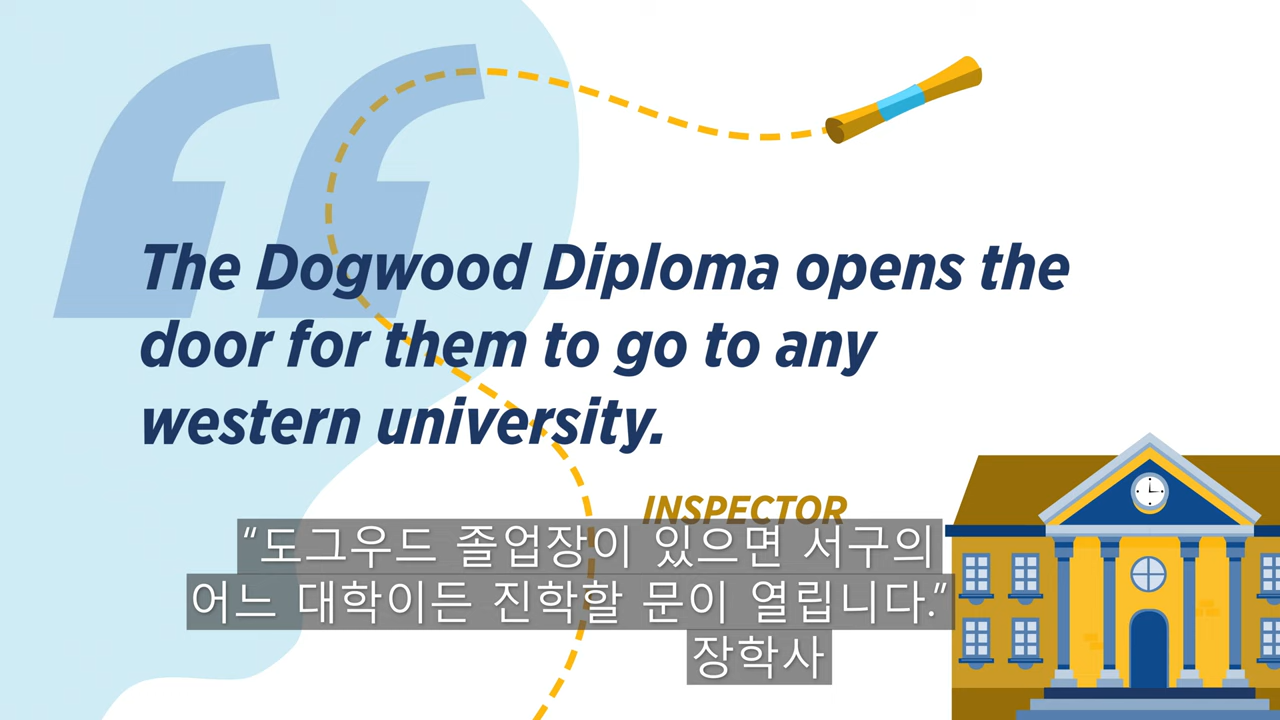 The Dogwood Diploma opens the
door for them to go to any
western university.
INSPECTOR
“도그우드 졸업장이 있으면 서구의
어느 대학이든 진학할 문이 열립니다.”
장학사